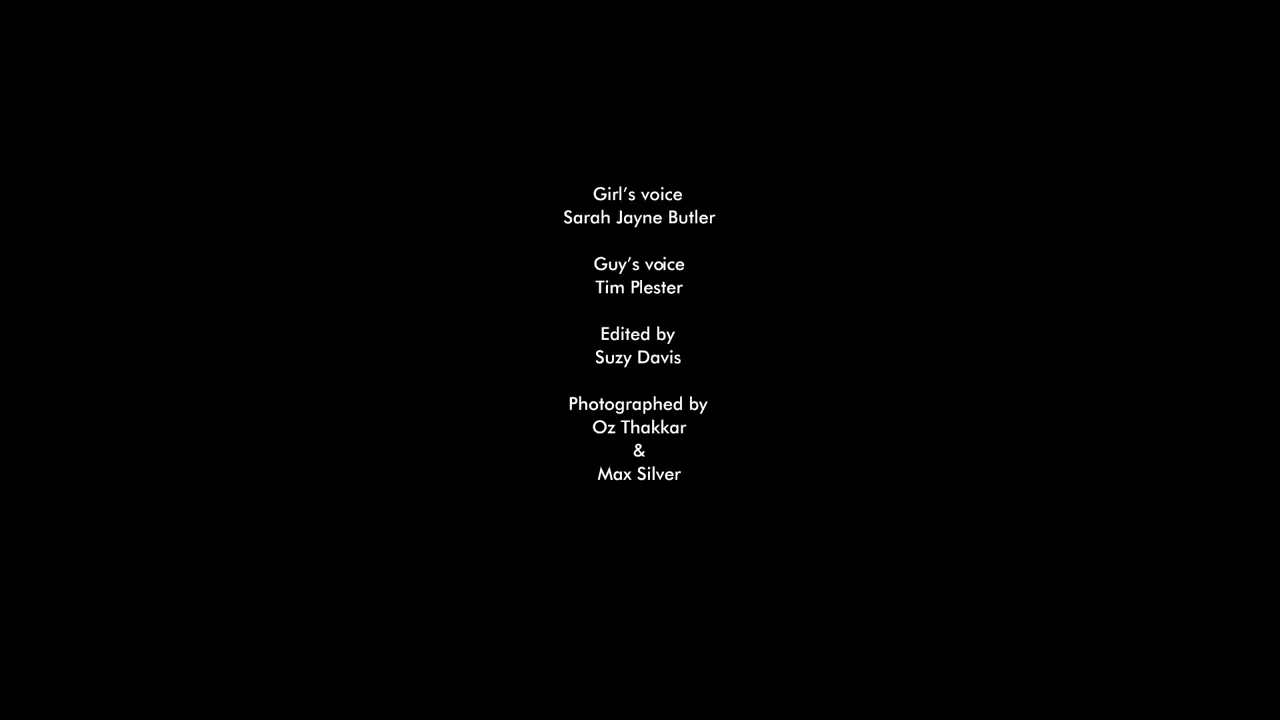 Girl's voice
Sarah Jayne Butler
Guy's voice
Tim Plester
Edited by
Suzy Davis
Photographed by
Oz Thakkar
&
Max Silver